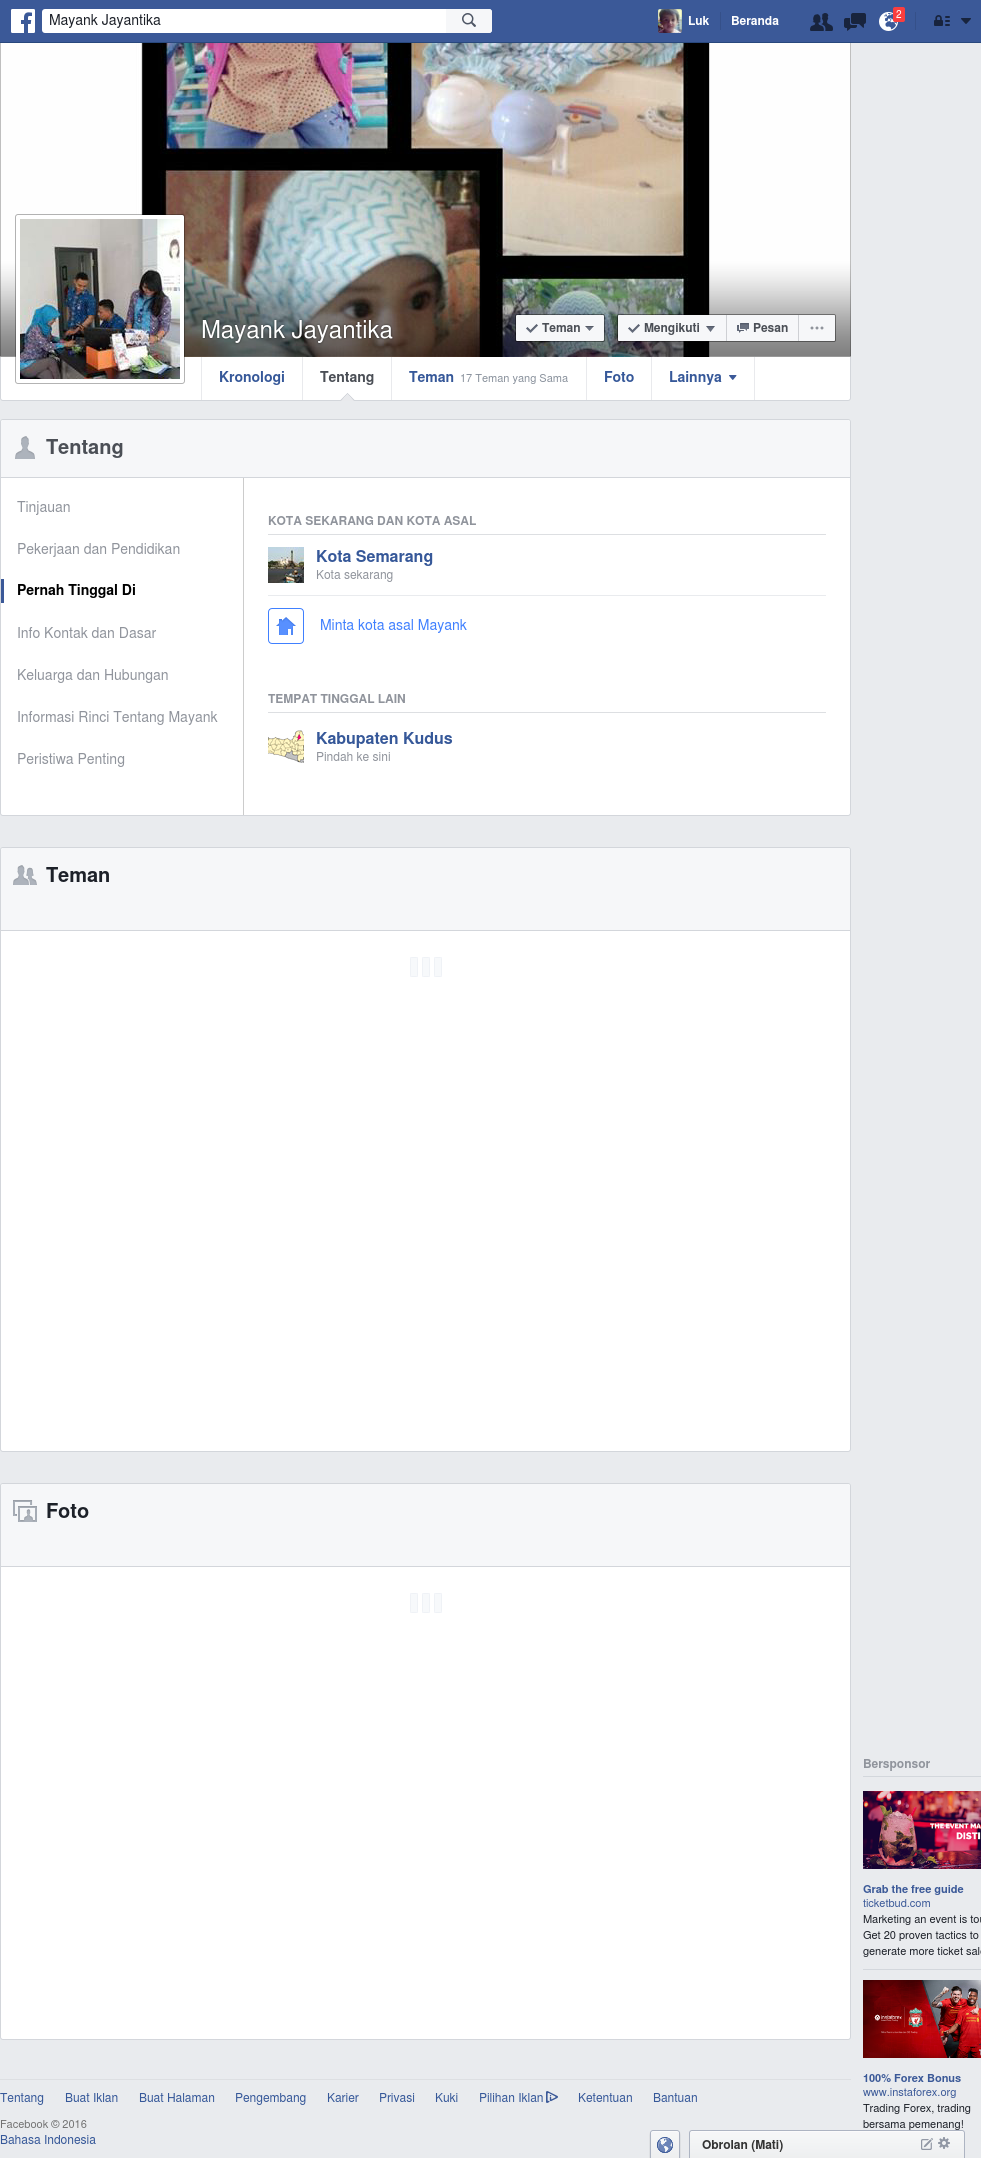 Mayank Jayantika
Luk Beranda 2
Mayank Jayantika
Teman Mengikuti Pesan
Kronologi Tentang Teman 17 Teman yang Sama Foto Lainnya
Tentang
Tinjauan
Pekerjaan dan Pendidikan
Pernah Tinggal Di
Info Kontak dan Dasar
Keluarga dan Hubungan
Informasi Rinci Tentang Mayank
Peristiwa Penting
KOTA SEKARANG DAN KOTA ASAL
Kota Semarang
Kota sekarang
Minta kota asal Mayank
TEMPAT TINGGAL LAIN
Kabupaten Kudus
Pindah ke sini
Teman
Foto
Bersponsor
THE EVENT MA
DISTI
Grab the free guide
ticketbud.com
Marketing an event is tou
Get 20 proven tactics to
generate more ticket sal
instaforex
100% Forex Bonus
www.instaforex.org
Trading Forex, trading
bersama pemenang!
Tentang Buat Iklan Buat Halaman Pengembang Karier Privasi Kuki Pilihan Iklan Ketentuan Bantuan
Facebook © 2016
Bahasa Indonesia
Obrolan (Mati)